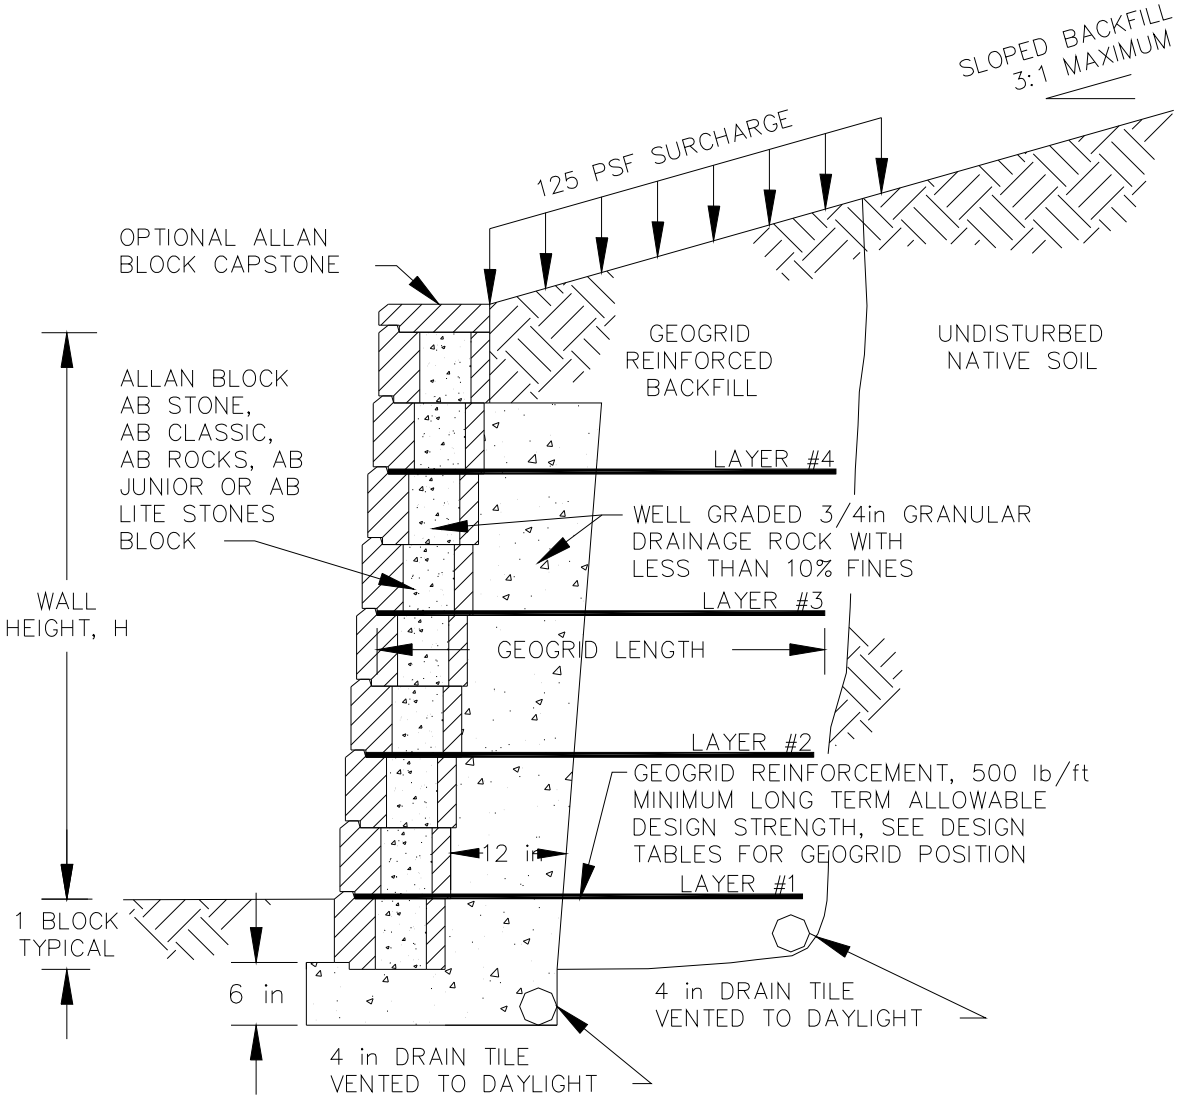 SLOPED BACKFILL
3:1 MAXIMUM
125 PSF SURCHARGE
OPTIONAL ALLAN
BLOCK CAPSTONE
GEOGRID
REINFORCED
BACKFILL
UNDISTURBED
NATIVE SOIL
ALLAN BLOCK
AB STONE,
AB CLASSIC,
AB ROCKS, AB
JUNIOR OR AB
LITE STONES
BLOCK
LAYER #4
WELL GRADED 3/4in GRANULAR
DRAINAGE ROCK WITH
LESS THAN 10% FINES
LAYER #3
WALL
HEIGHT, H
GEOGRID LENGTH
LAYER #2
GEOGRID REINFORCEMENT, 500 lb/ft
MINIMUM LONG TERM ALLOWABLE
DESIGN STRENGTH, SEE DESIGN
TABLES FOR GEOGRID POSITION
12 in
LAYER #1
1 BLOCK
TYPICAL
6 in
4 in DRAIN TILE
VENTED TO DAYLIGHT
4 in DRAIN TILE
VENTED TO DAYLIGHT